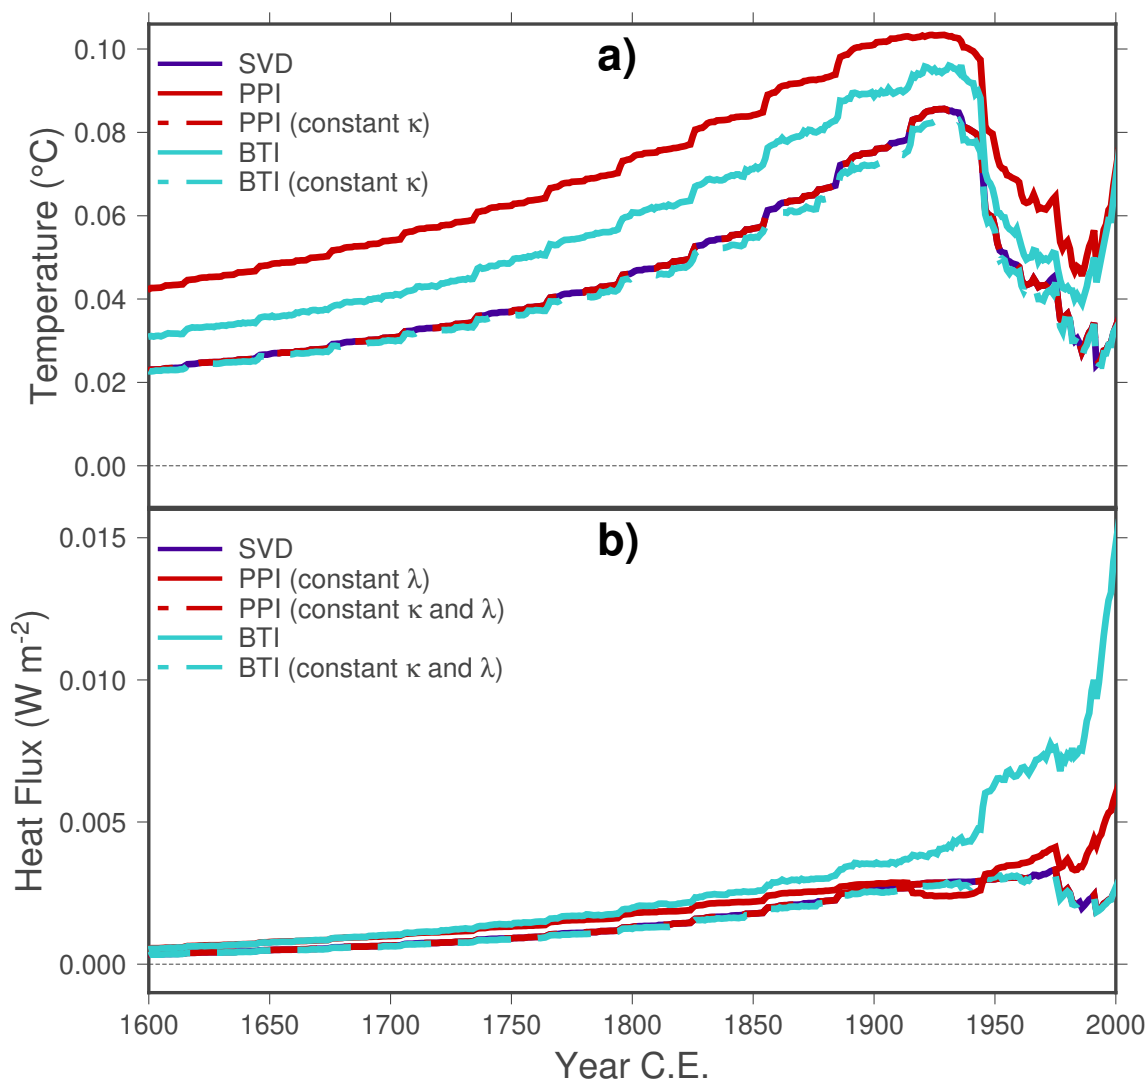 a)
SVD
PPI
PPI (constant κ)
BTI
BTI (constant κ)
0.10
0.08
0.06
0.04
0.02
0.00
Temperature (°C)
b)
SVD
PPI (constant λ)
PPI (constant κ and λ)
BTI
BTI (constant κ and λ)
0.015
0.010
0.005
0.000
Heat Flux (W m⁻²)
1600 1650 1700 1750 1800 1850 1900 1950 2000
Year C.E.